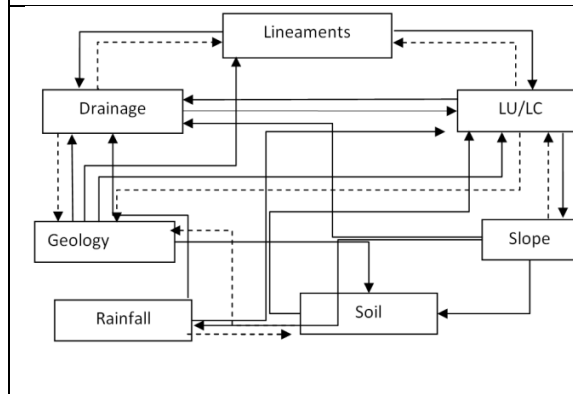 Lineaments
Drainage
LU/LC
Geology
Slope
Rainfall
Soil